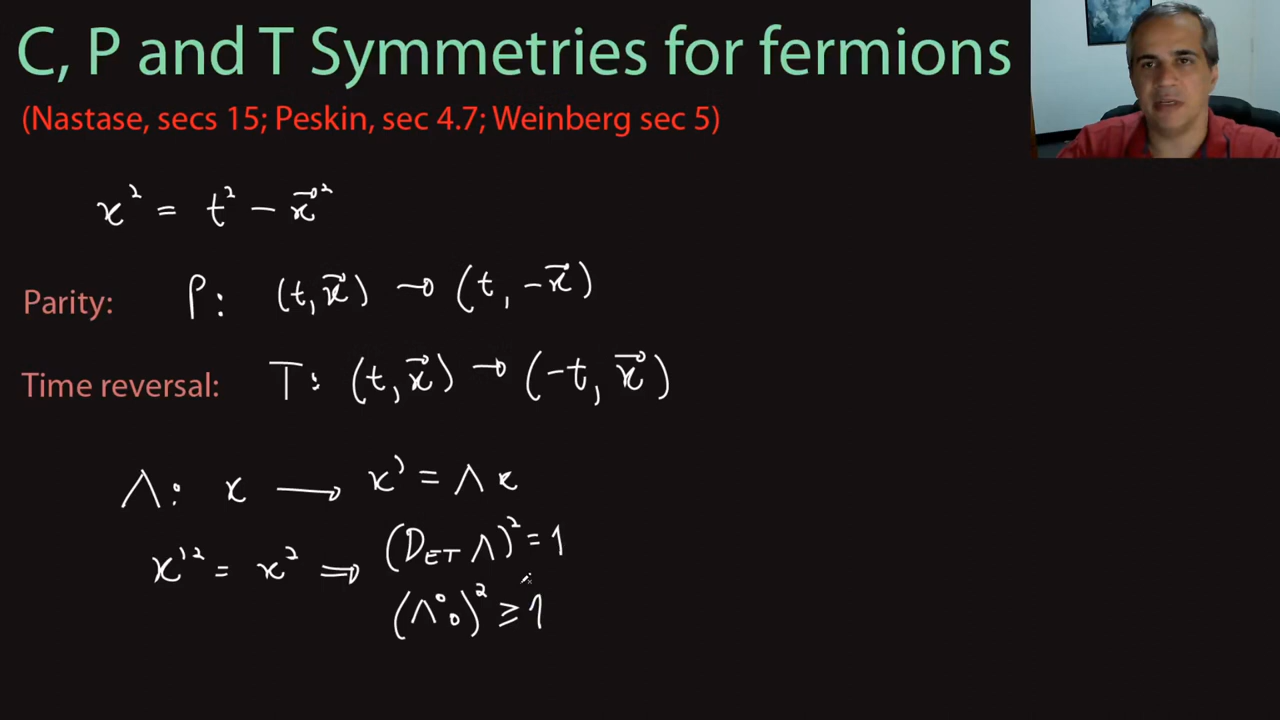 C, P and T Symmetries for fermions
(Nastase, secs 15; Peskin, sec 4.7; Weinberg sec 5)
x² = t² − x⃗²
Parity: P: (t, x⃗) → (t, −x⃗)
Time reversal: T: (t, x⃗) → (−t, x⃗)
Λ: x → x' = Λ x
x'² = x² ⇒ (DET Λ)² = 1
(Λ⁰₀)² ≥ 1